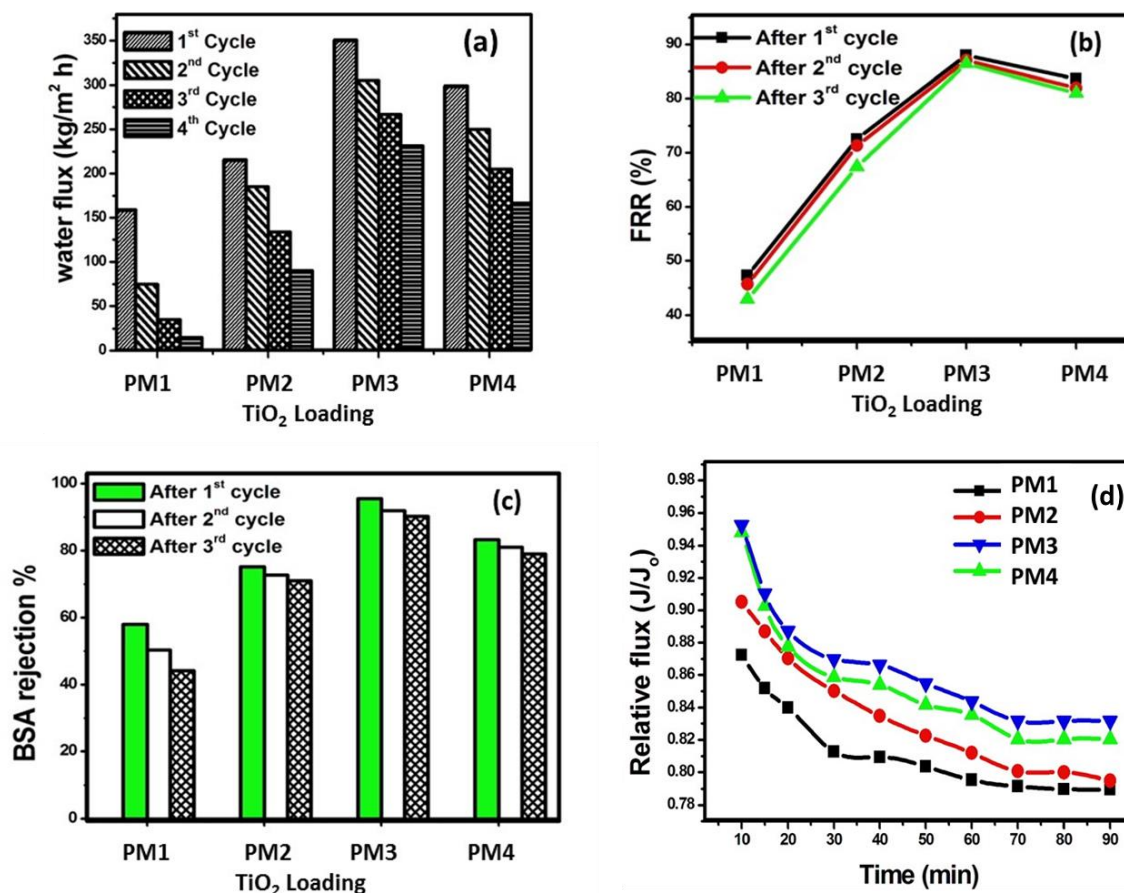 (a)
1st Cycle
2nd Cycle
3rd Cycle
4th Cycle
water flux (kg/m² h)
350
300
250
200
150
100
50
0
PM1 PM2 PM3 PM4
TiO₂ Loading
(b)
After 1st cycle
After 2nd cycle
After 3rd cycle
FRR (%)
90
80
70
60
50
40
PM1 PM2 PM3 PM4
TiO₂ Loading
(c)
After 1st cycle
After 2nd cycle
After 3rd cycle
BSA rejection %
100
80
60
40
20
0
PM1 PM2 PM3 PM4
TiO₂ Loading
(d)
PM1
PM2
PM3
PM4
Relative flux (J/Jo)
0.98
0.96
0.94
0.92
0.90
0.88
0.86
0.84
0.82
0.80
0.78
10 20 30 40 50 60 70 80 90
Time (min)